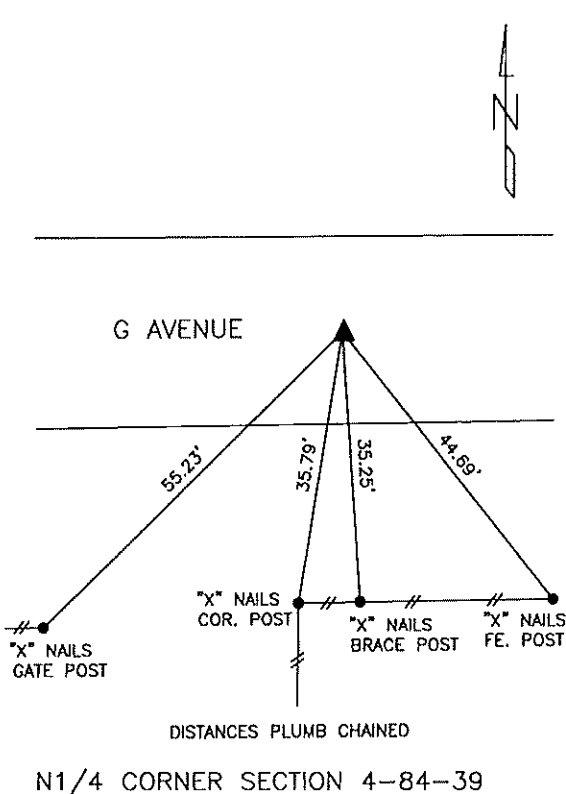 N
G AVENUE
55.23'
35.79'
35.25'
44.69'
"X" NAILS
COR. POST
"X" NAILS
BRACE POST
"X" NAILS
FE. POST
"X" NAILS
GATE POST
DISTANCES PLUMB CHAINED
N1/4 CORNER SECTION 4-84-39